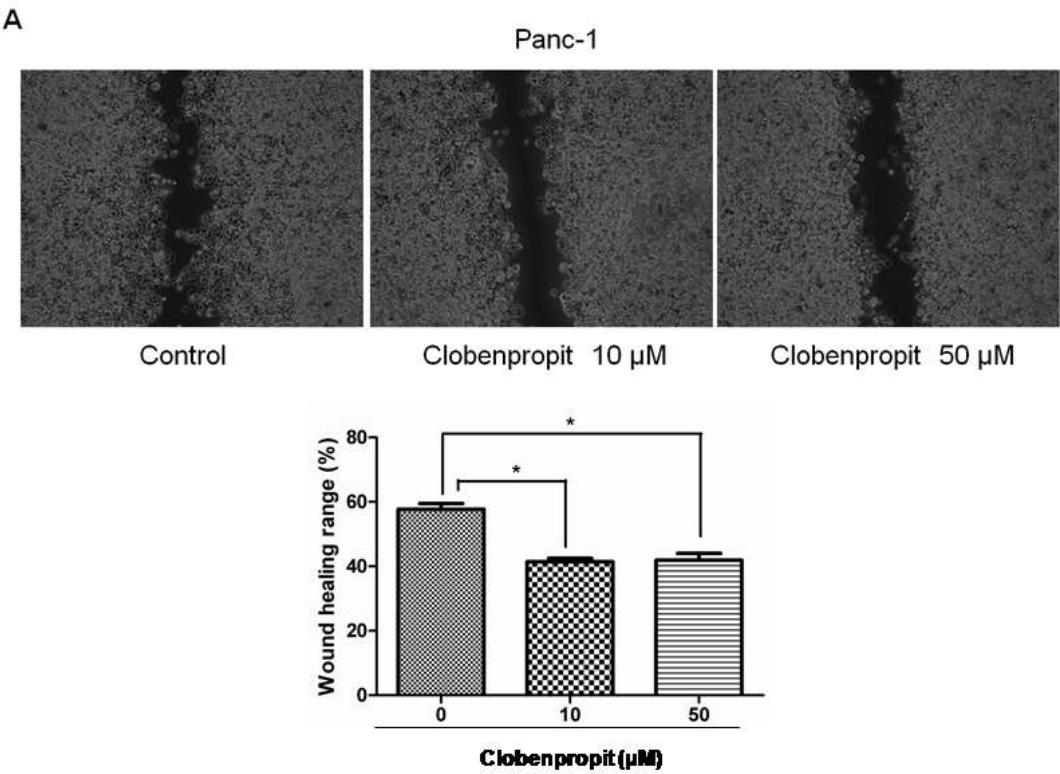 A
Panc-1
Control
Clobenpropit 10 µM
Clobenpropit 50 µM
Wound healing range (%)
80
60
40
20
0
*
*
0
10
50
Clobenpropit (µM)